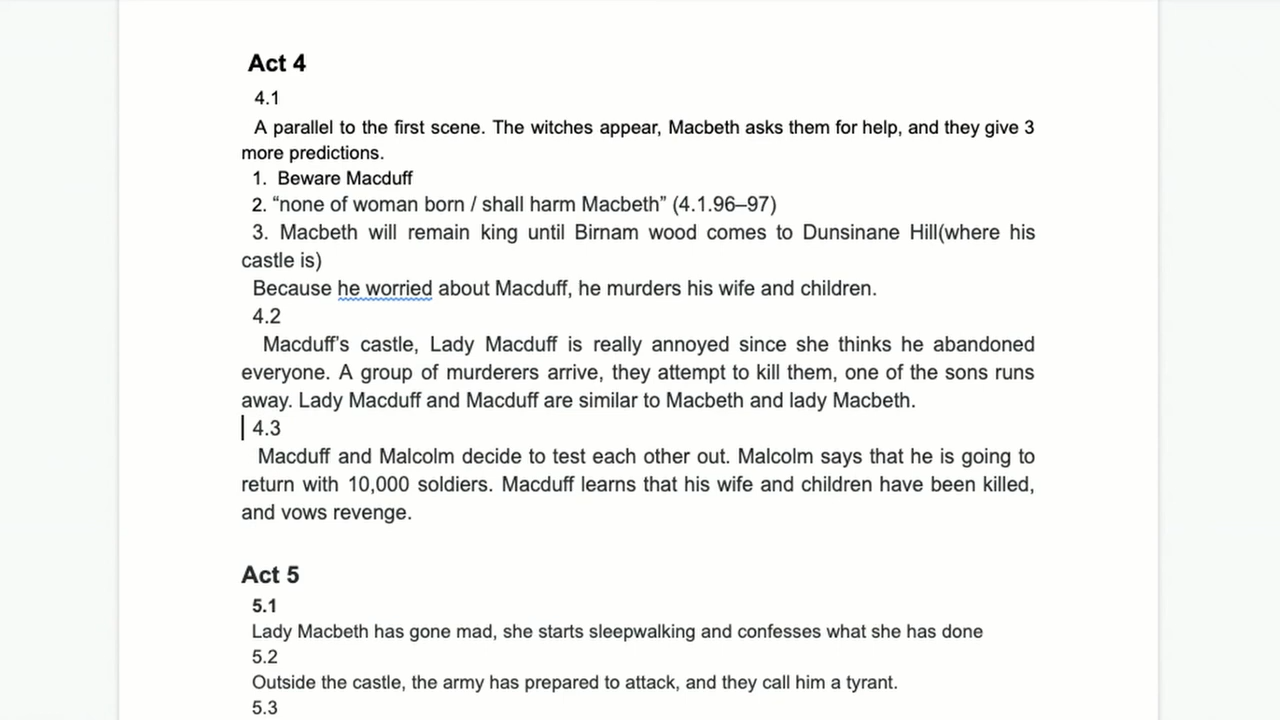 Act 4
4.1
A parallel to the first scene. The witches appear, Macbeth asks them for help, and they give 3
more predictions.
1. Beware Macduff
2. “none of woman born / shall harm Macbeth” (4.1.96–97)
3. Macbeth will remain king until Birnam wood comes to Dunsinane Hill(where his
castle is)
Because he worried about Macduff, he murders his wife and children.
4.2
Macduff’s castle, Lady Macduff is really annoyed since she thinks he abandoned
everyone. A group of murderers arrive, they attempt to kill them, one of the sons runs
away. Lady Macduff and Macduff are similar to Macbeth and lady Macbeth.
4.3
Macduff and Malcolm decide to test each other out. Malcolm says that he is going to
return with 10,000 soldiers. Macduff learns that his wife and children have been killed,
and vows revenge.
Act 5
5.1
Lady Macbeth has gone mad, she starts sleepwalking and confesses what she has done
5.2
Outside the castle, the army has prepared to attack, and they call him a tyrant.
5.3